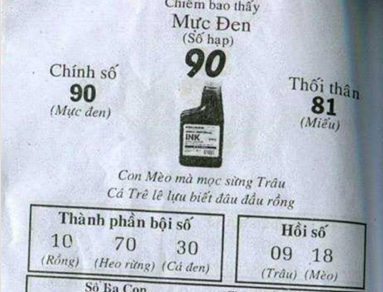 Chiêm bao thấy
Mực Đen
(Số hạp)
90
Chính số
90
(Mực đen)
Thối thân
81
(Miếu)
INK
Con Mèo mà mọc sừng Trâu
Cá Trê lê lựu biết đâu đầu rồng
Thành phần bội số
10 70 30
(Rồng) (Heo rừng) (Cá đen)
Hồi số
09 18
(Trâu) (Mèo)
Số Ba Con